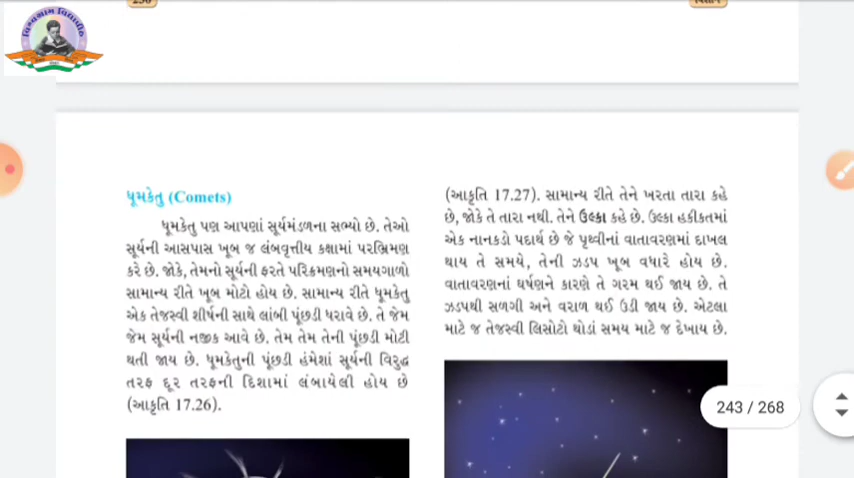 વિશ્વગ્રામ વિદ્યાપીઠ
ધૂમકેતુ (Comets)
ધૂમકેતુ પણ આપણાં સૂર્યમંડળના સભ્યો છે. તેઓ
સૂર્યની આસપાસ ખૂબ જ લંબવૃત્તીય કક્ષામાં પરભ્રિમણ
કરે છે. જોકે, તેમનો સૂર્યની ફરતે પરિક્રમણનો સમયગાળો
સામાન્ય રીતે ખૂબ મોટો હોય છે. સામાન્ય રીતે ધૂમકેતુ
એક તેજસ્વી શીર્ષની સાથે લાંબી પૂંછડી ધરાવે છે. તે જેમ
જેમ સૂર્યની નજીક આવે છે. તેમ તેમ તેની પૂંછડી મોટી
થતી જાય છે. ધૂમકેતુની પૂંછડી હંમેશાં સૂર્યની વિરુદ્ધ
તરફ દૂર તરફની દિશામાં લંબાયેલી હોય છે
(આકૃતિ 17.26).
(આકૃતિ 17.27). સામાન્ય રીતે તેને ખરતા તારા કહે
છે, જોકે તે તારા નથી. તેને ઉલ્કા કહે છે. ઉલ્કા હકીકતમાં
એક નાનકડો પદાર્થ છે જે પૃથ્વીનાં વાતાવરણમાં દાખલ
થાય તે સમયે, તેની ઝડપ ખૂબ વધારે હોય છે.
વાતાવરણનાં ઘર્ષણને કારણે તે ગરમ થઈ જાય છે. તે
ઝડપથી સળગી અને વરાળ થઈ ઉડી જાય છે. એટલા
માટે જ તેજસ્વી લિસોટો થોડાં સમય માટે જ દેખાય છે.
243 / 268